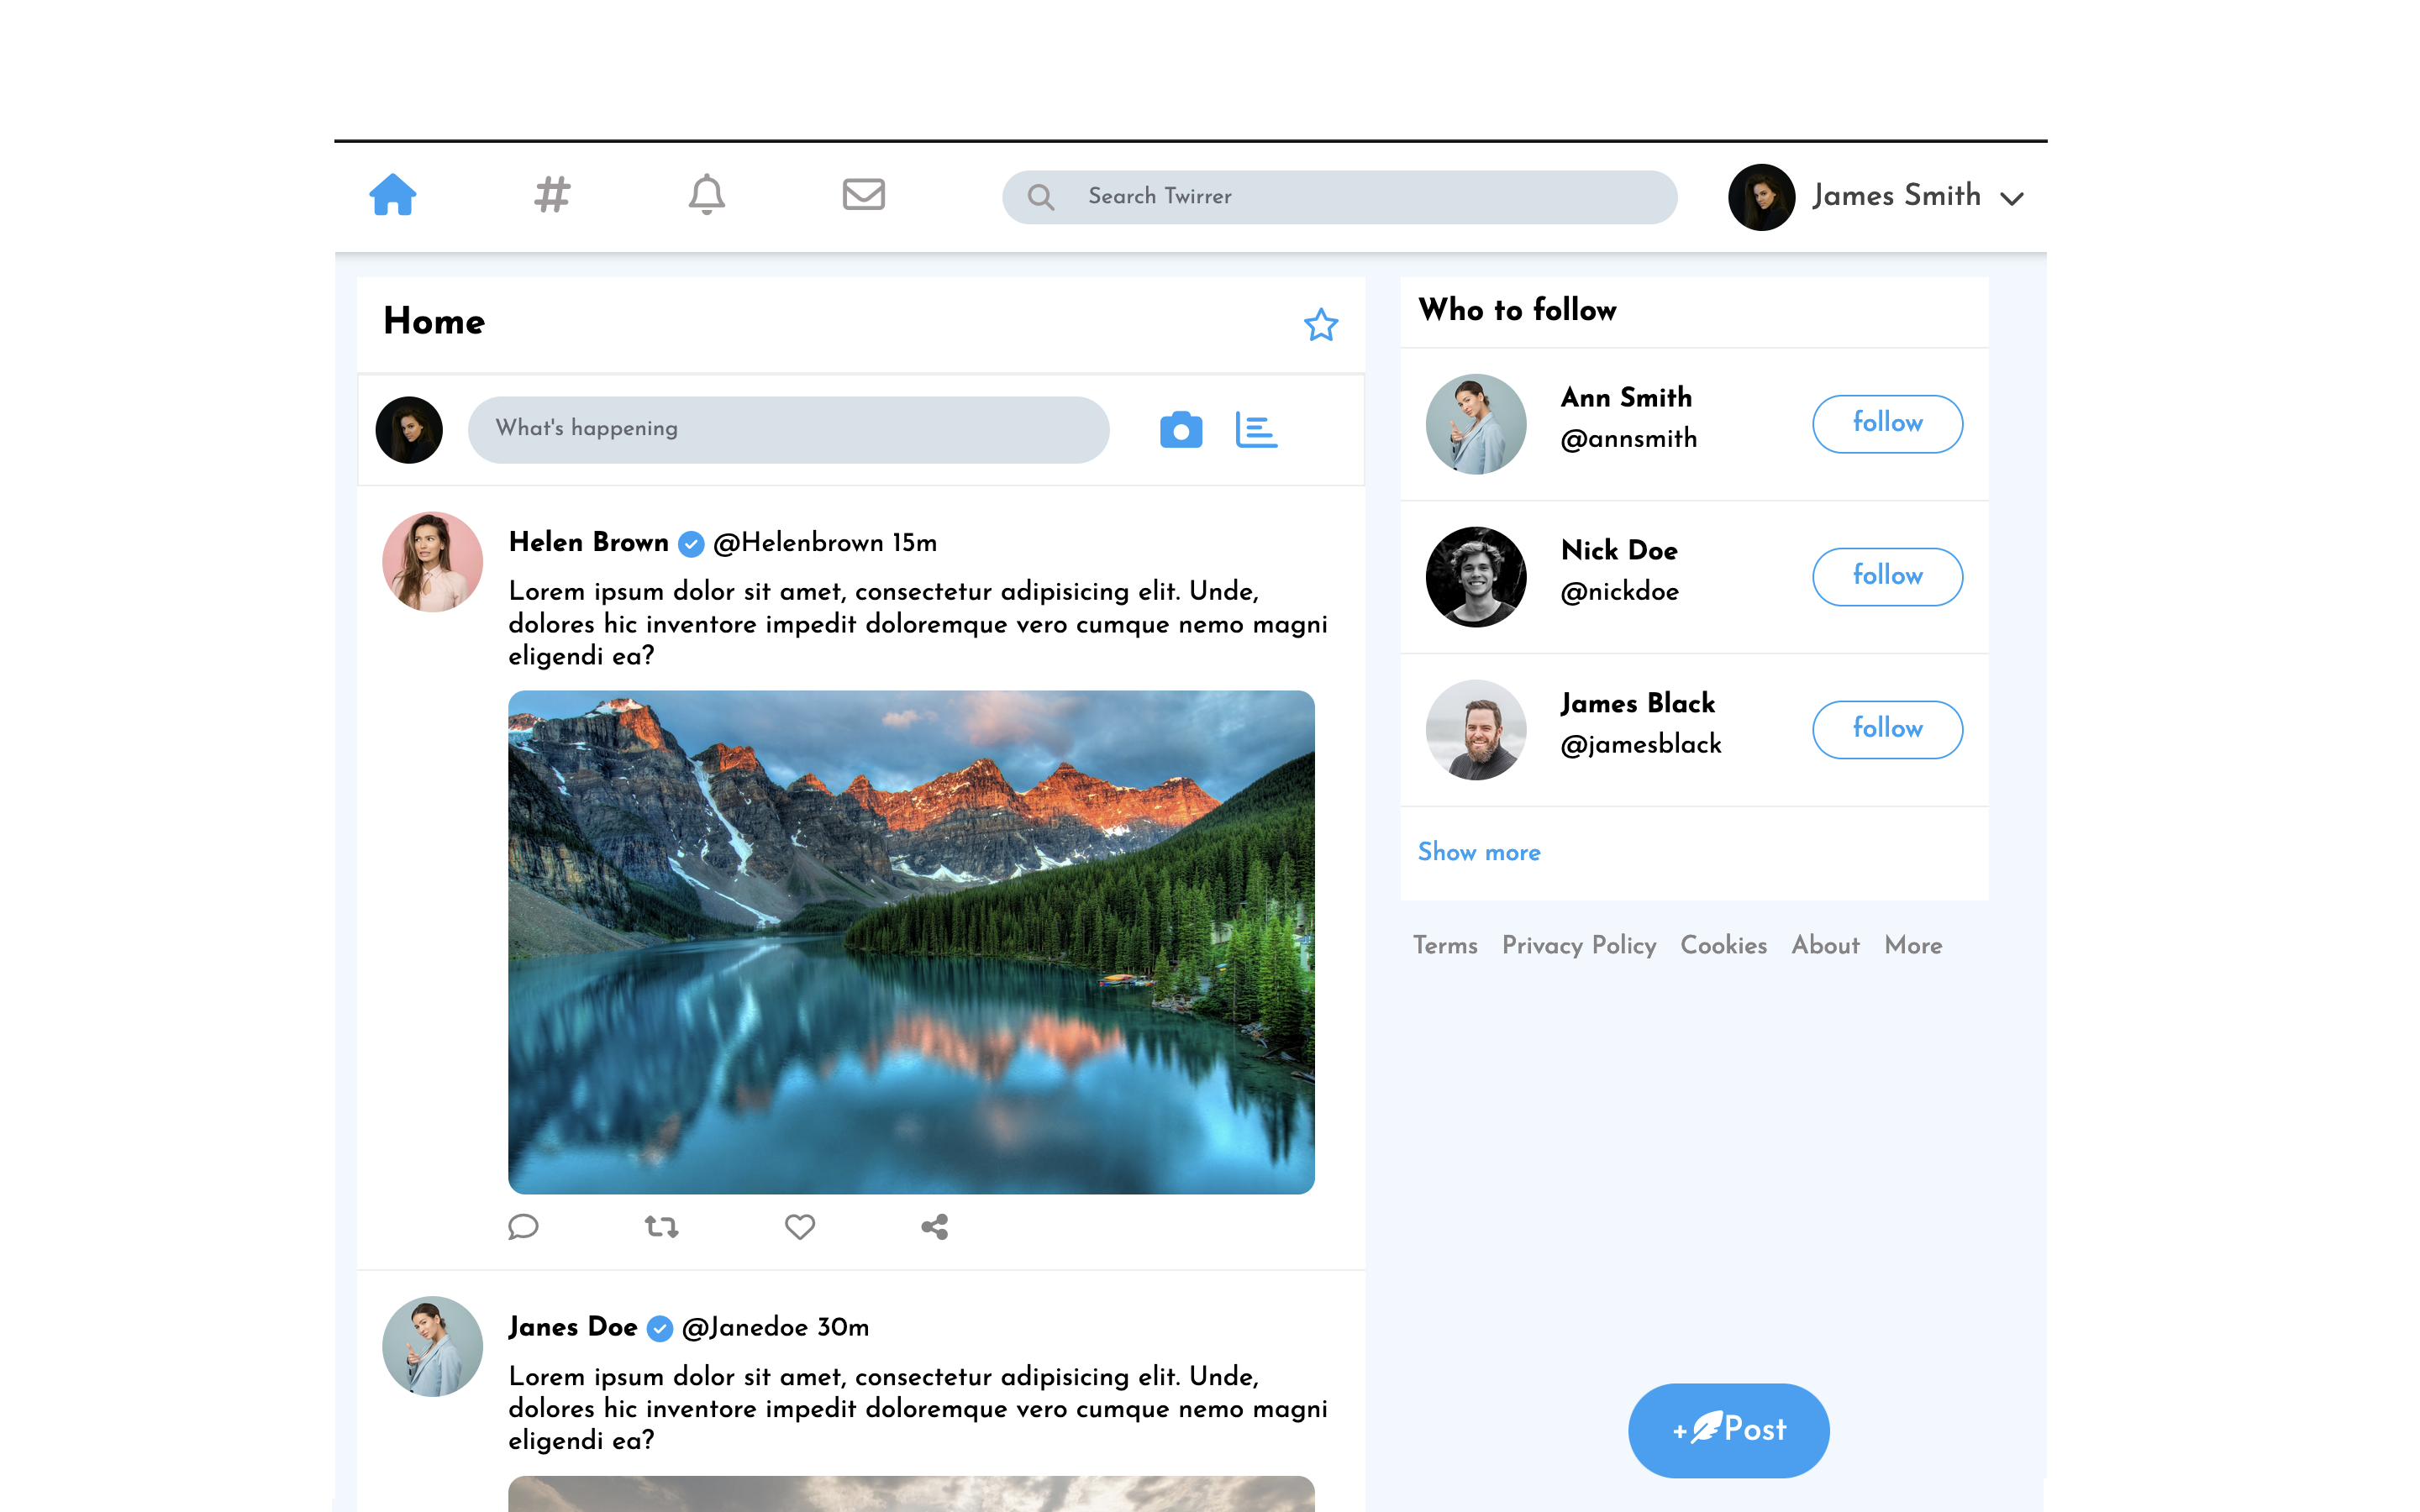 Search Twirrer
James Smith
Home
What's happening
Helen Brown @Helenbrown 15m
Lorem ipsum dolor sit amet, consectetur adipisicing elit. Unde,
dolores hic inventore impedit doloremque vero cumque nemo magni
eligendi ea?
Janes Doe @Janedoe 30m
Lorem ipsum dolor sit amet, consectetur adipisicing elit. Unde,
dolores hic inventore impedit doloremque vero cumque nemo magni
eligendi ea?
Who to follow
Ann Smith
@annsmith
follow
Nick Doe
@nickdoe
follow
James Black
@jamesblack
follow
Show more
Terms Privacy Policy Cookies About More
+Post